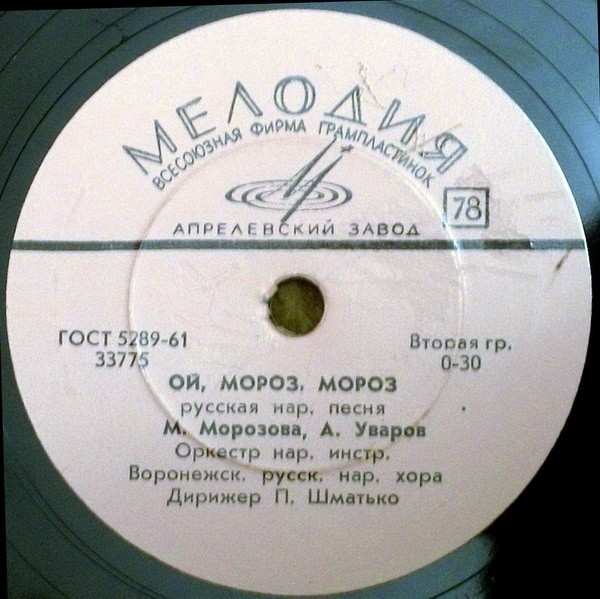 МЕЛОДИЯ
ВСЕСОЮЗНАЯ ФИРМА ГРАМПЛАСТИНОК
78
АПРЕЛЕВСКИЙ ЗАВОД
ГОСТ 5289-61
33775
Вторая гр.
0-30
ОЙ, МОРОЗ, МОРОЗ
русская нар. песня
М. Морозова, А. Уваров
Оркестр нар. инстр.
Воронежск. русск. нар. хора
Дирижер П. Шматько